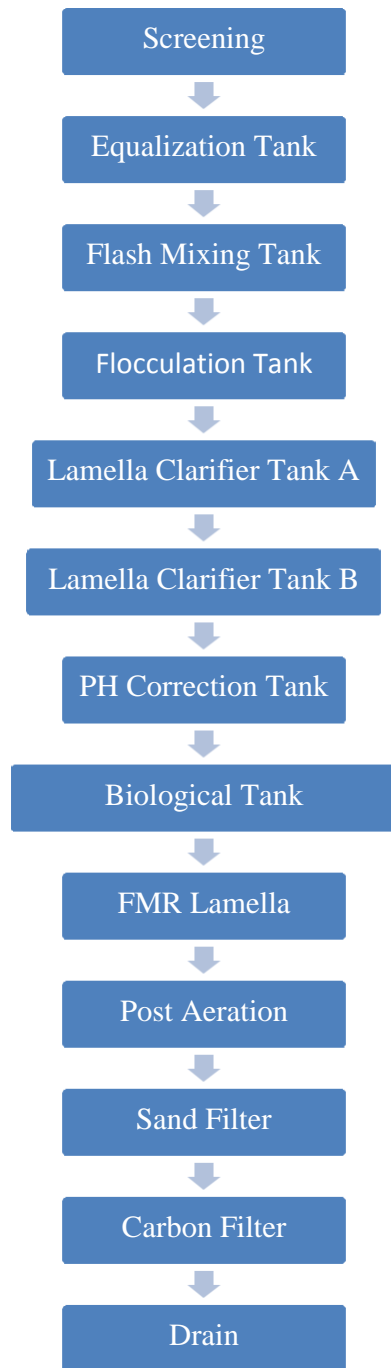 Screening
Equalization Tank
Flash Mixing Tank
Flocculation Tank
Lamella Clarifier Tank A
Lamella Clarifier Tank B
PH Correction Tank
Biological Tank
FMR Lamella
Post Aeration
Sand Filter
Carbon Filter
Drain